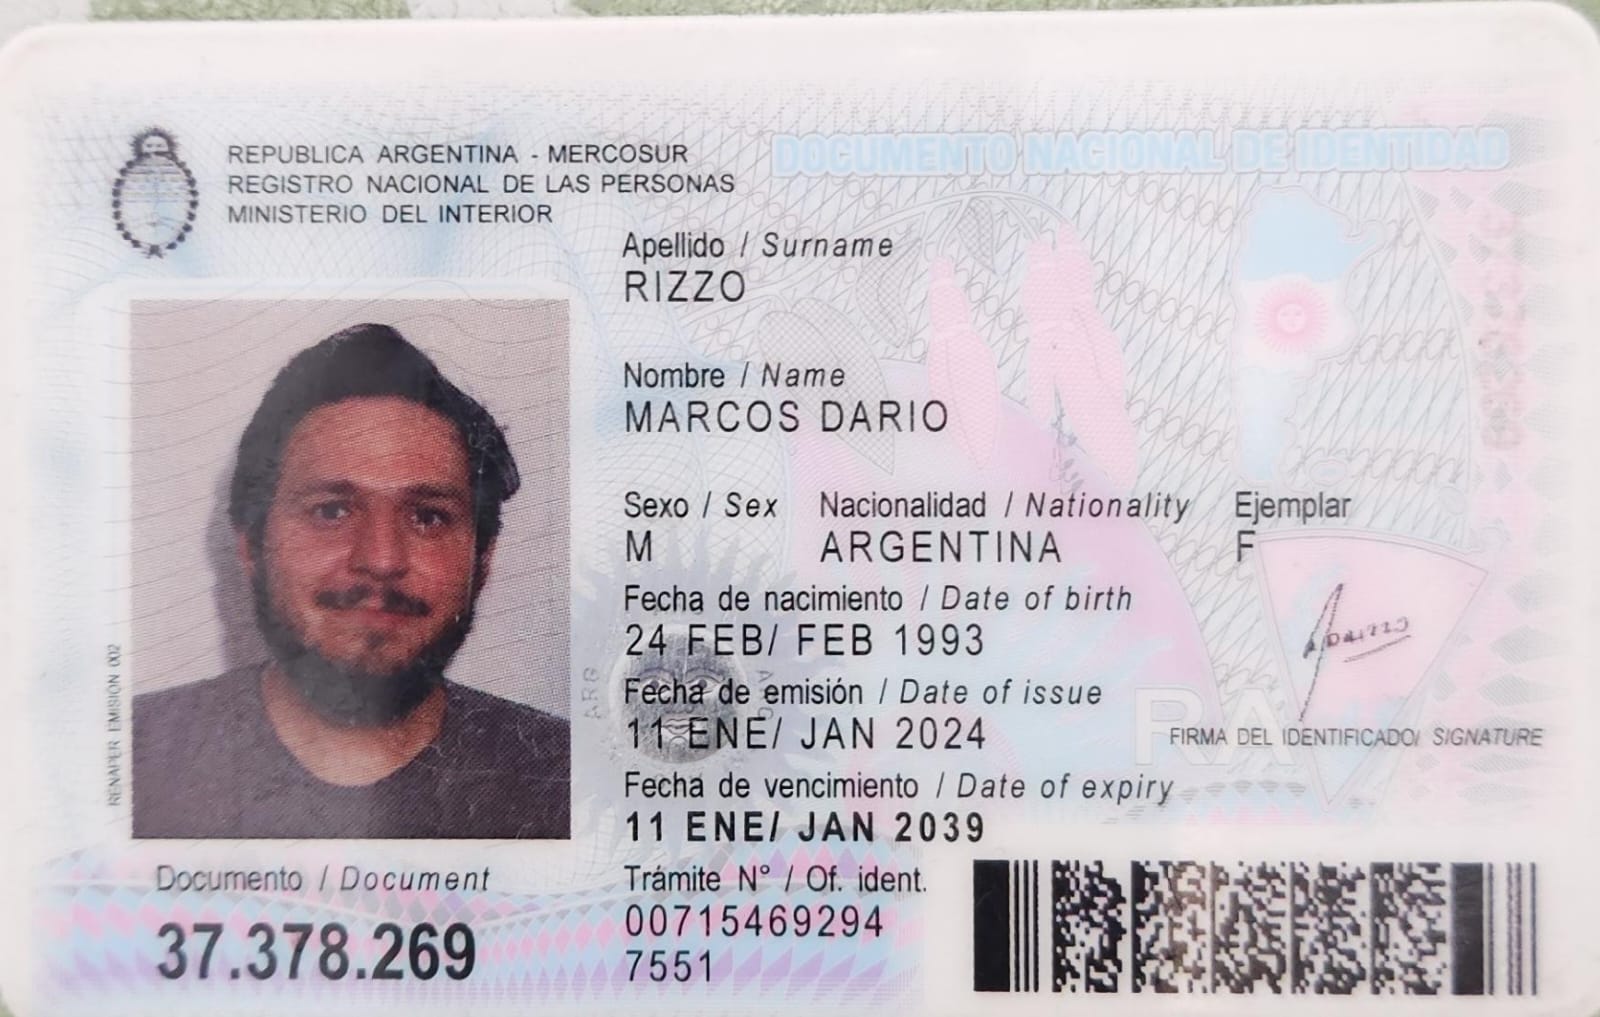 REPUBLICA ARGENTINA - MERCOSUR
REGISTRO NACIONAL DE LAS PERSONAS
MINISTERIO DEL INTERIOR
DOCUMENTO NACIONAL DE IDENTIDAD
Apellido / Surname
RIZZO
Nombre / Name
MARCOS DARIO
Sexo / Sex Nacionalidad / Nationality Ejemplar
M ARGENTINA F
Fecha de nacimiento / Date of birth
24 FEB/ FEB 1993
Fecha de emisión / Date of issue
11 ENE/ JAN 2024
FIRMA DEL IDENTIFICADO/ SIGNATURE
Fecha de vencimiento / Date of expiry
11 ENE/ JAN 2039
RENAPER EMISIÓN 002
ARG
RA
Documento / Document
37.378.269
Trámite N° / Of. ident.
00715469294
7551